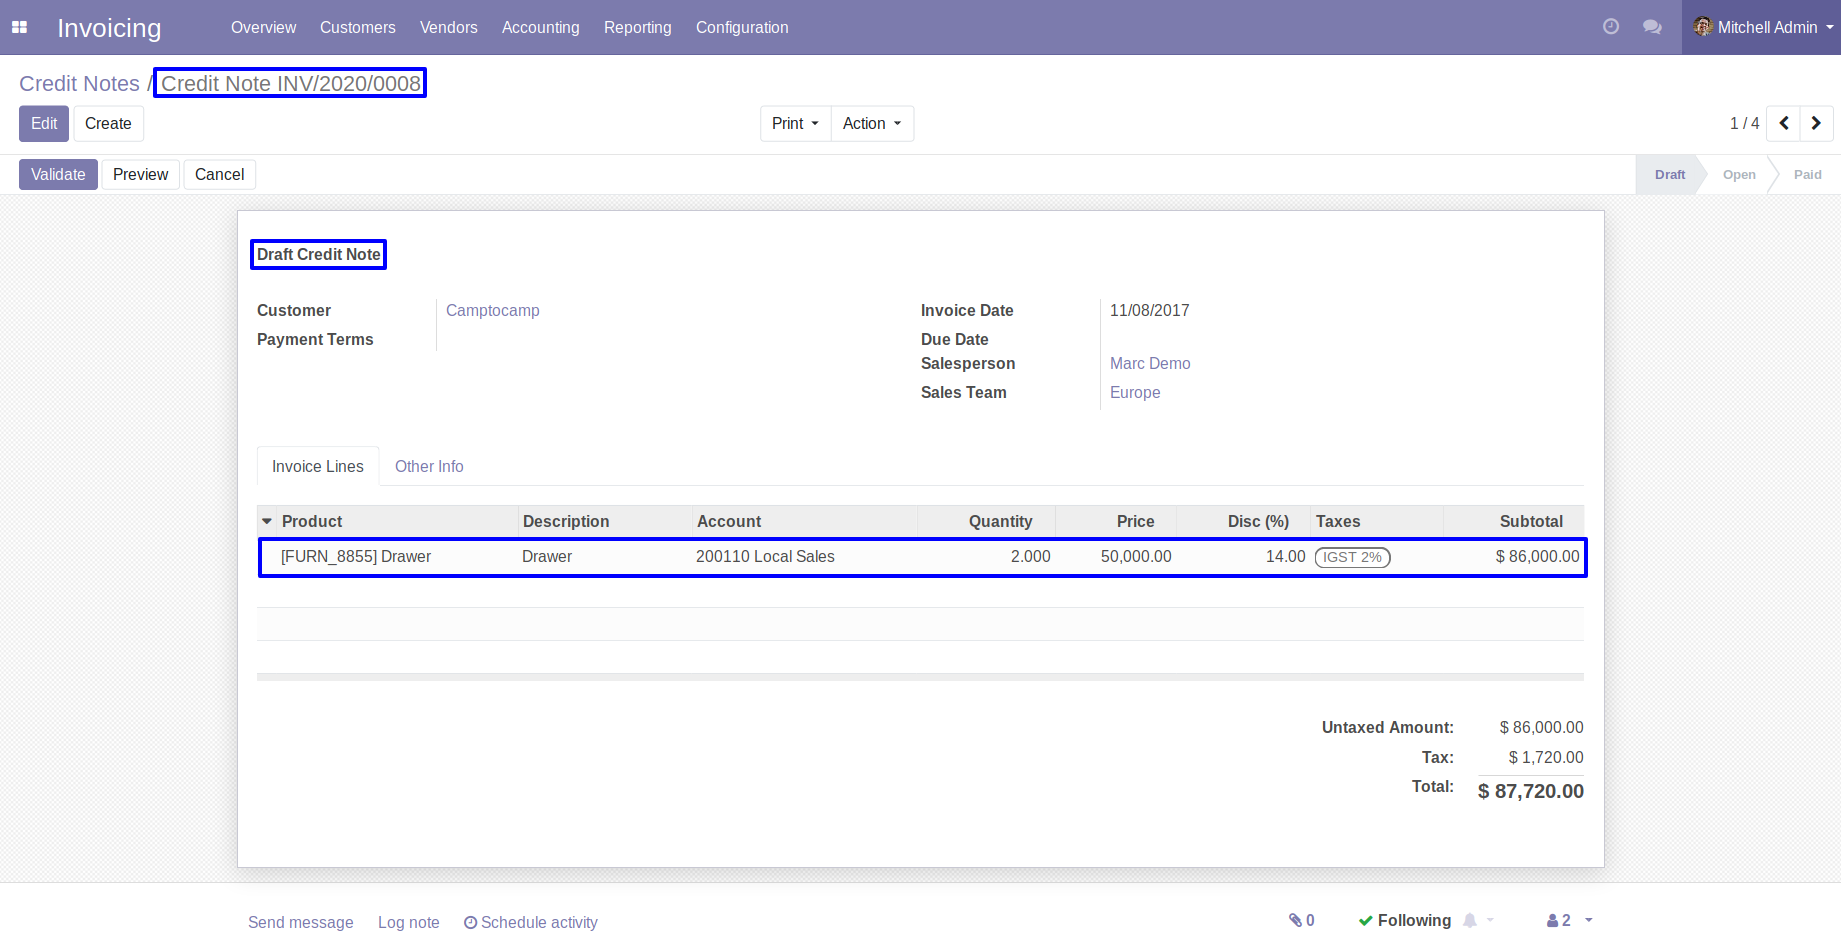 Invoicing Overview Customers Vendors Accounting Reporting Configuration Mitchell Admin
Credit Notes / Credit Note INV/2020/0008
Edit Create Print Action 1 / 4
Validate Preview Cancel Draft Open Paid
Draft Credit Note
Customer Camptocamp Invoice Date 11/08/2017
Payment Terms Due Date
Salesperson Marc Demo
Sales Team Europe
Invoice Lines Other Info
Product Description Account Quantity Price Disc (%) Taxes Subtotal
[FURN_8855] Drawer Drawer 200110 Local Sales 2.000 50,000.00 14.00 IGST 2% $ 86,000.00
Untaxed Amount: $ 86,000.00
Tax: $ 1,720.00
Total: $ 87,720.00
Send message Log note Schedule activity 0 Following 2